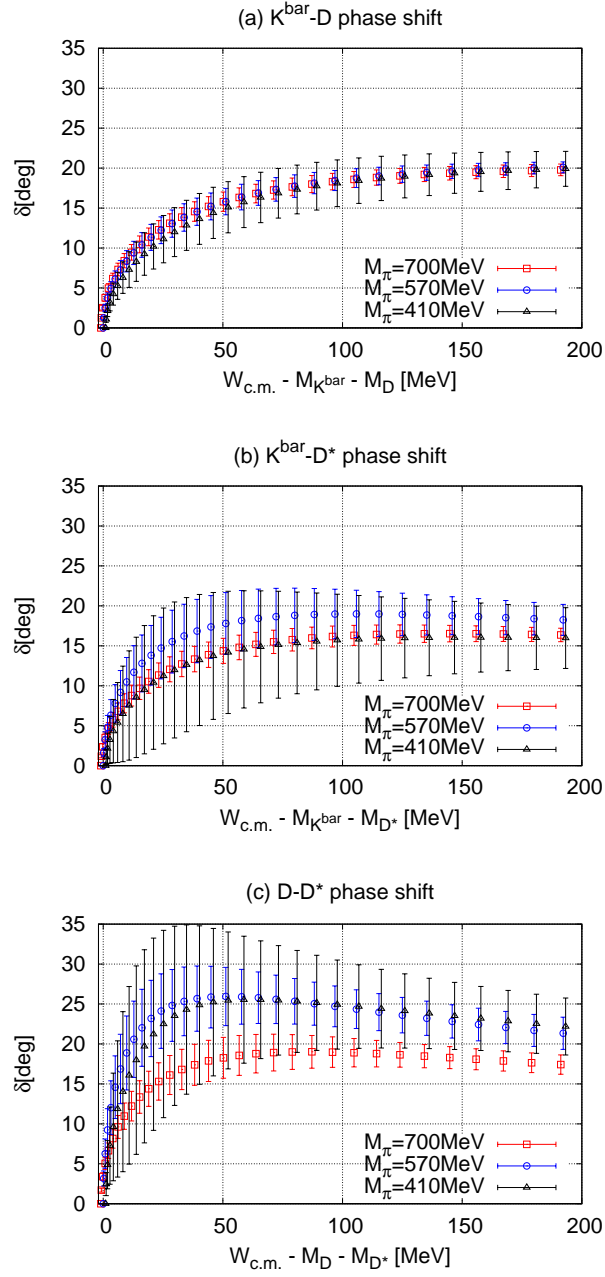 (a) K^bar-D phase shift
35
30
25
20
15
10
5
0
δ[deg]
M_π=700MeV
M_π=570MeV
M_π=410MeV
0 50 100 150 200
W_c.m. - M_K^bar - M_D [MeV]
(b) K^bar-D* phase shift
35
30
25
20
15
10
5
0
δ[deg]
M_π=700MeV
M_π=570MeV
M_π=410MeV
0 50 100 150 200
W_c.m. - M_K^bar - M_D* [MeV]
(c) D-D* phase shift
35
30
25
20
15
10
5
0
δ[deg]
M_π=700MeV
M_π=570MeV
M_π=410MeV
0 50 100 150 200
W_c.m. - M_D - M_D* [MeV]